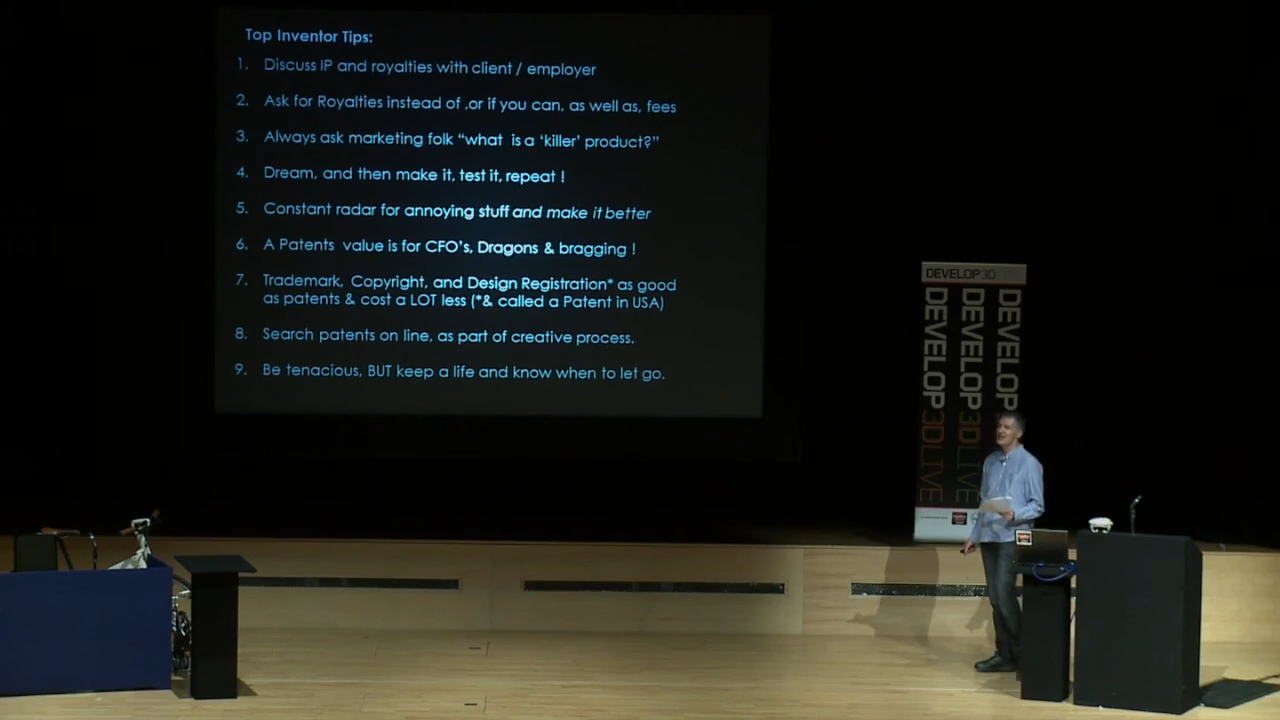 Top Inventor Tips:
1. Discuss IP and royalties with client / employer
2. Ask for Royalties instead of ,or if you can, as well as, fees
3. Always ask marketing folk “what is a ‘killer’ product?”
4. Dream, and then make it, test it, repeat !
5. Constant radar for annoying stuff and make it better
6. A Patents value is for CFO’s, Dragons & bragging !
7. Trademark, Copyright, and Design Registration* as good
as patents & cost a LOT less (*& called a Patent in USA)
8. Search patents on line, as part of creative process.
9. Be tenacious, BUT keep a life and know when to let go.
DEVELOP3D
DEVELOP3DLIVE
DEVELOP3DLIVE
DEVELOP